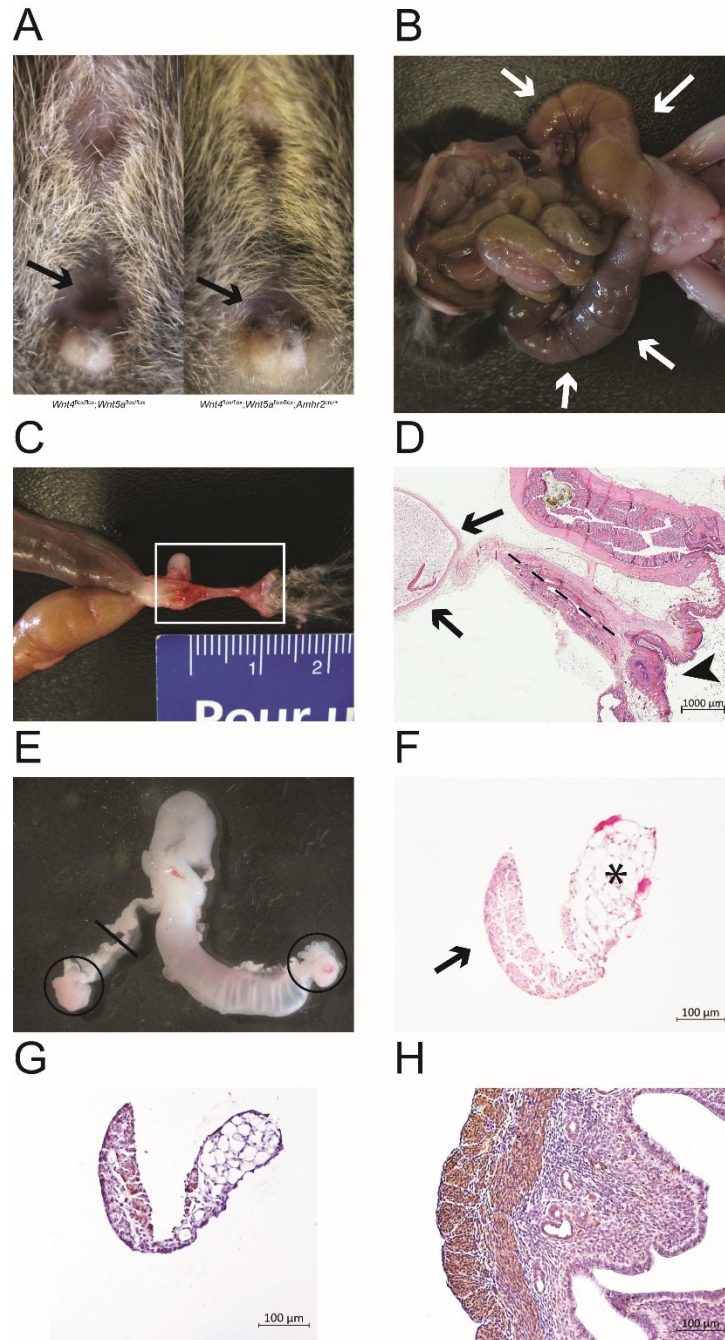 A
B
Wnt4flox/flox;Wnt5aflox/flox
Wnt4flox/flox;Wnt5aflox/flox;Amhr2cre/+
C
D
1
2
Pour u
1000 µm
E
F
*
100 µm
G
H
100 µm
100 µm